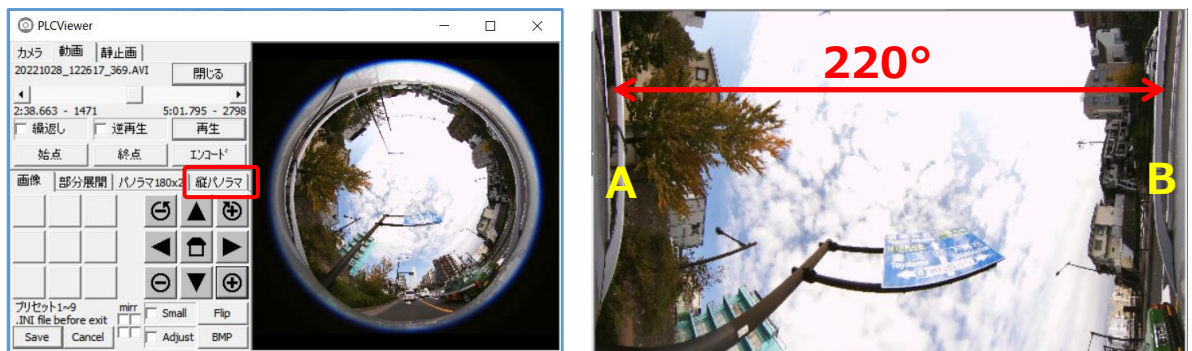 PLCViewer
カメラ 動画 静止画
20221028_122617_369.AVI 閉じる
2:38.663 - 1471 5:01.795 - 2798
繰返し 逆再生 再生
始点 終点 エンコード
画像 部分展開 パノラマ180x2 縦パノラマ
プリセット1~9 mirr Small Flip
.INI file before exit
Save Cancel Adjust BMP
220°
A
B